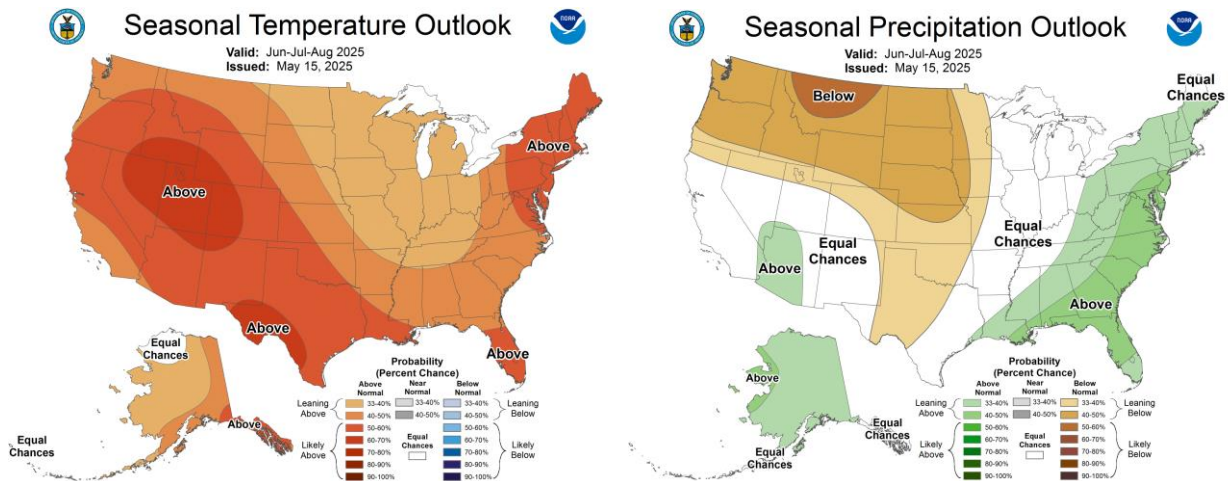 Seasonal Temperature Outlook
Valid: Jun-Jul-Aug 2025
Issued: May 15, 2025
NOAA
Above
Above
Above
Above
Equal
Chances
Above
Equal
Chances
Probability
(Percent Chance)
Above
Normal
Near
Normal
Below
Normal
Leaning
Above
33-40%
33-40%
33-40%
Leaning
Below
40-50%
40-50%
40-50%
Likely
Above
50-60%
50-60%
Likely
Below
60-70%
Equal
Chances
60-70%
70-80%
70-80%
80-90%
80-90%
90-100%
90-100%
Seasonal Precipitation Outlook
Valid: Jun-Jul-Aug 2025
Issued: May 15, 2025
NOAA
Equal
Chances
Below
Equal
Chances
Equal
Chances
Above
Above
Above
Equal
Chances
Equal
Chances
Probability
(Percent Chance)
Above
Normal
Near
Normal
Below
Normal
Leaning
Above
33-40%
33-40%
33-40%
Leaning
Below
40-50%
40-50%
40-50%
Likely
Above
50-60%
50-60%
Likely
Below
60-70%
Equal
Chances
60-70%
70-80%
70-80%
80-90%
80-90%
90-100%
90-100%